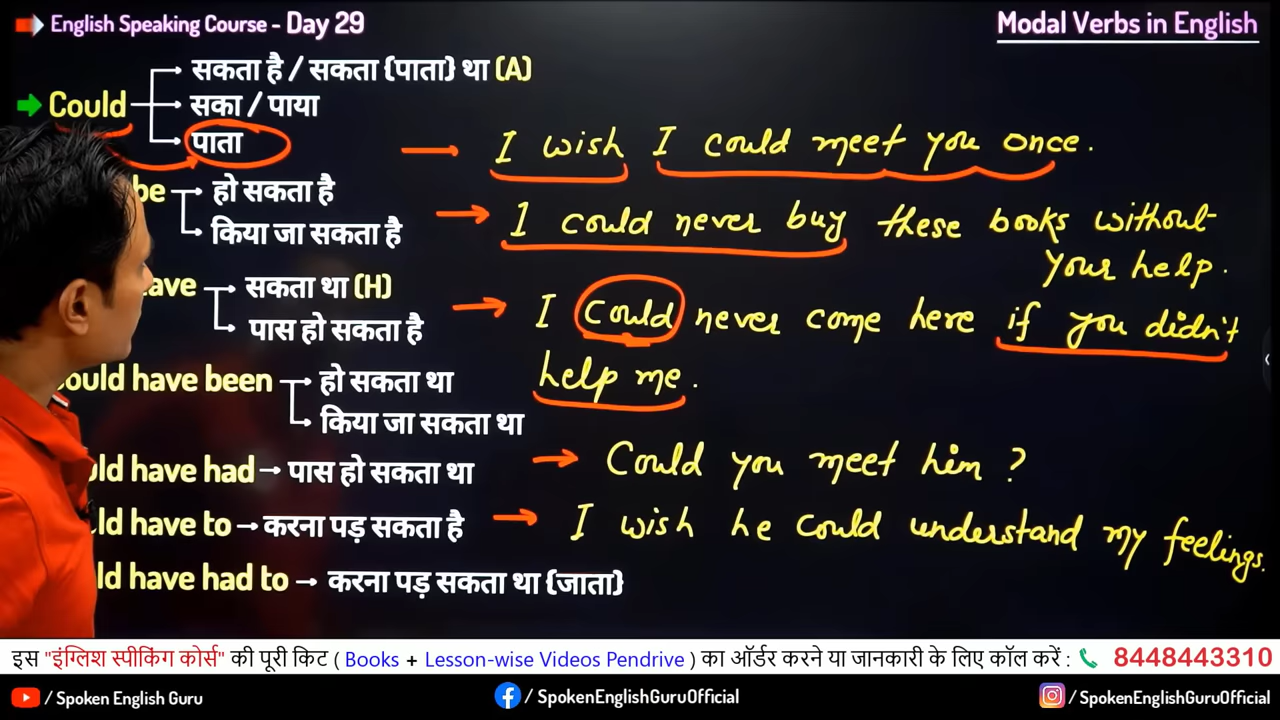 English Speaking Course - Day 29
Modal Verbs in English
Could
सकता है / सकता {पाता} था (A)
सका / पाया
पाता
be
हो सकता है
किया जा सकता है
ave
सकता था (H)
पास हो सकता है
ould have been
हो सकता था
किया जा सकता था
uld have had → पास हो सकता था
ld have to → करना पड़ सकता है
ld have had to → करना पड़ सकता था {जाता}
I wish I could meet you once.
I could never buy these books without
your help.
I could never come here if you didn't
help me.
Could you meet him ?
I wish he could understand my feelings.
इस "इंग्लिश स्पीकिंग कोर्स" की पूरी किट ( Books + Lesson-wise Videos Pendrive ) का ऑर्डर करने या जानकारी के लिए कॉल करें : 8448443310
/ Spoken English Guru
/ SpokenEnglishGuruOfficial
/ SpokenEnglishGuruOfficial